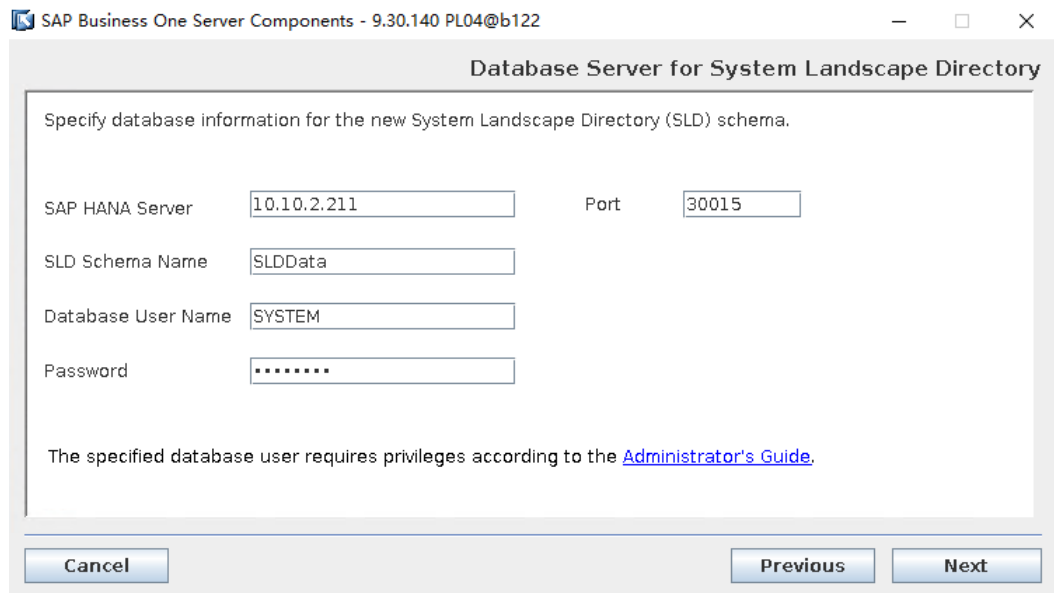 SAP Business One Server Components - 9.30.140 PL04@b122
Database Server for System Landscape Directory
Specify database information for the new System Landscape Directory (SLD) schema.
SAP HANA Server 10.10.2.211 Port 30015
SLD Schema Name SLDData
Database User Name SYSTEM
Password ••••••••
The specified database user requires privileges according to the Administrator's Guide.
Cancel Previous Next